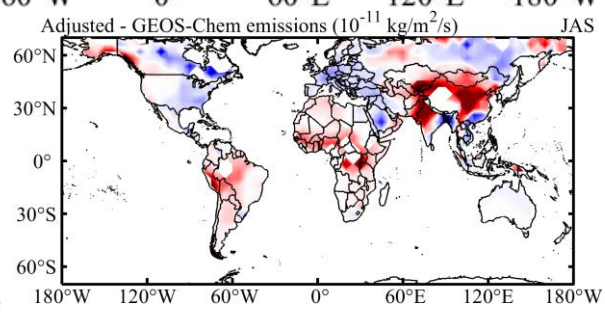 60°W 0° 60°E 120°E 180°W
Adjusted - GEOS-Chem emissions (10⁻¹¹ kg/m²/s) JAS
60°N
30°N
0°
30°S
60°S
180°W 120°W 60°W 0° 60°E 120°E 180°W